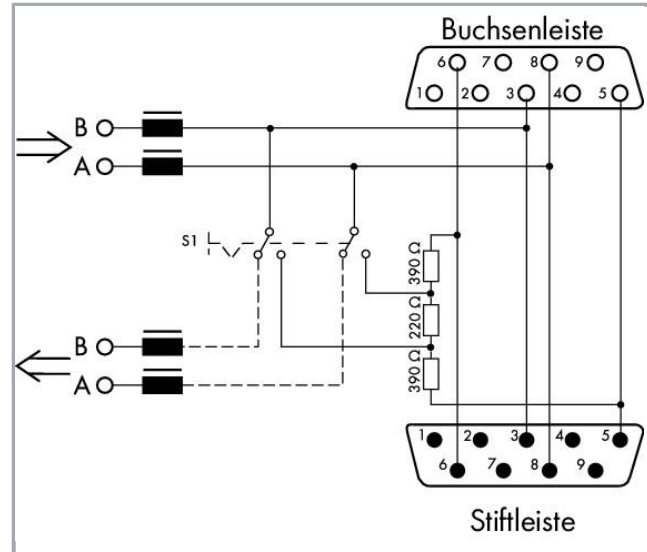 Buchsenleiste
6 7 8 9
1 2 3 4 5
B
A
S1
390 Ω
220 Ω
390 Ω
B
A
1 2 3 4 5
6 7 8 9
Stiftleiste